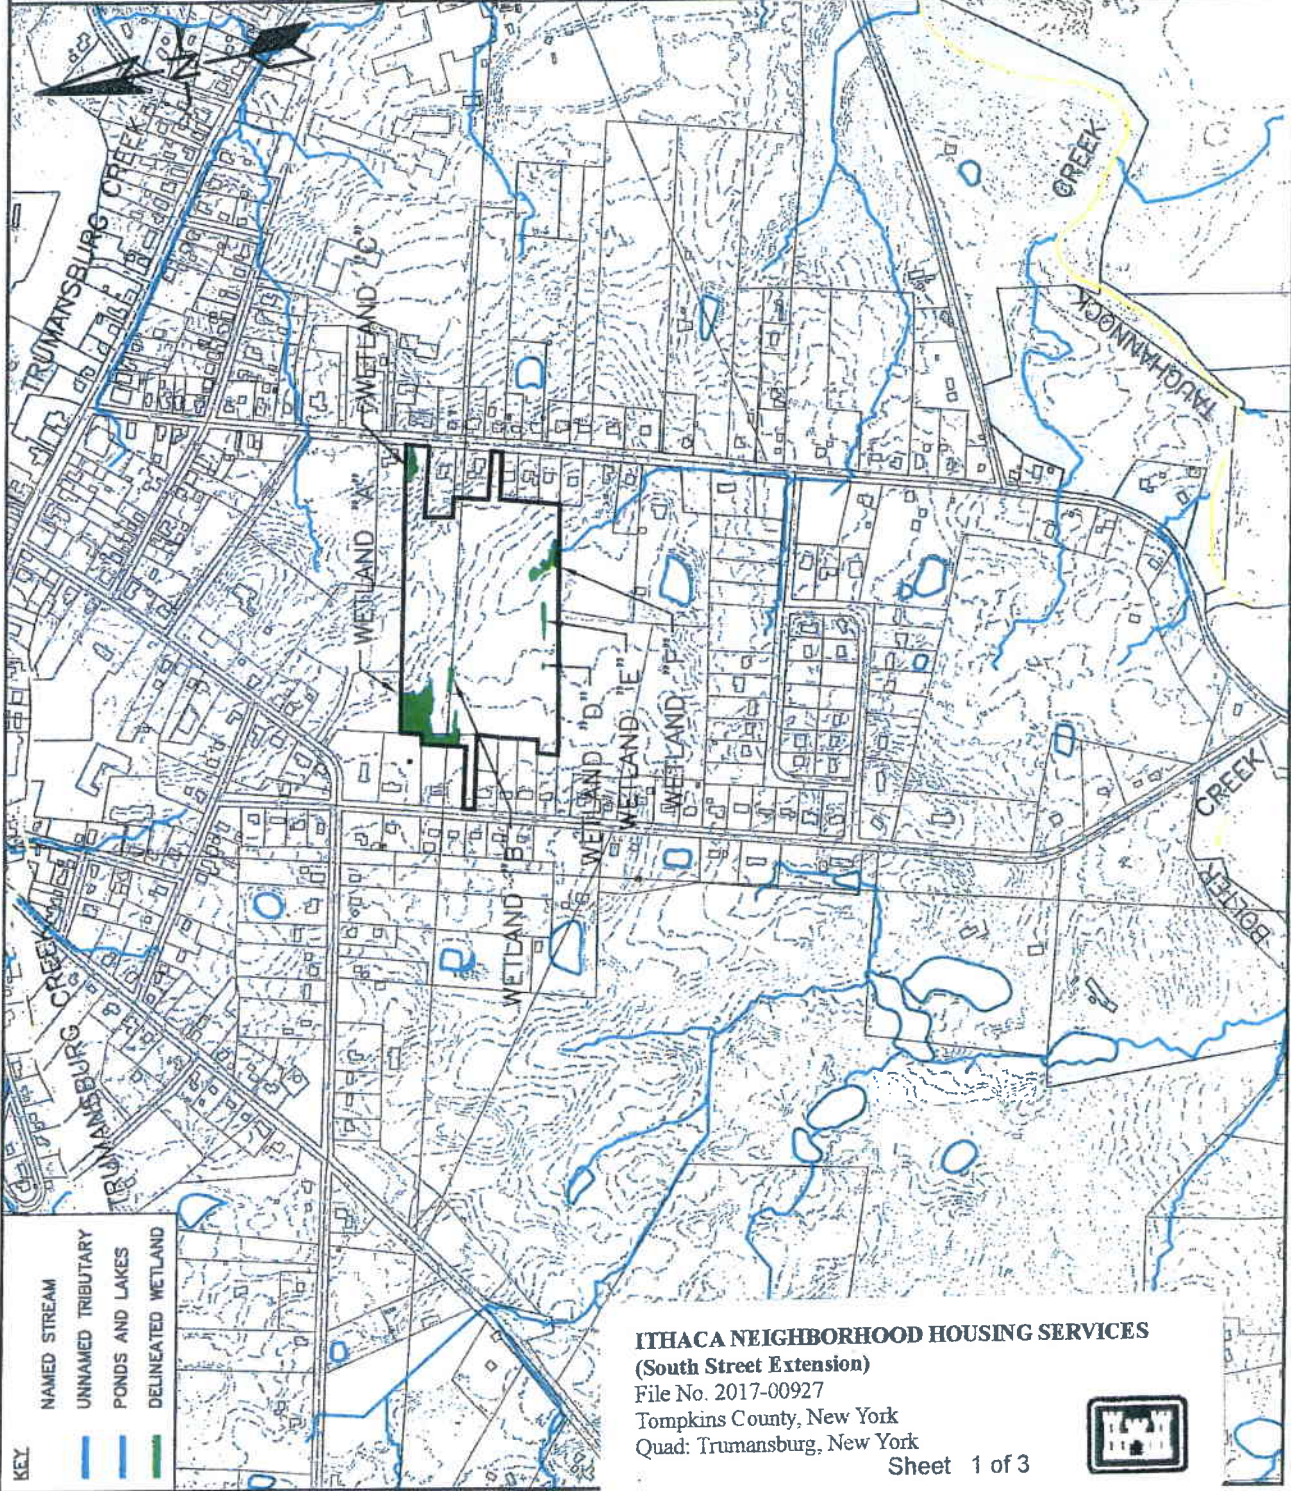 N
TRUMANSBURG CREEK
WETLAND "C"
WETLAND "A"
CREEK
TAUGHANNOCK
WETLAND "B"
WETLAND "D"
WETLAND "E"
WETLAND "F"
CREEK
BOLTER
CREEK
RUMANSBURG
KEY
NAMED STREAM
UNNAMED TRIBUTARY
PONDS AND LAKES
DELINEATED WETLAND
ITHACA NEIGHBORHOOD HOUSING SERVICES
(South Street Extension)
File No. 2017-00927
Tompkins County, New York
Quad: Trumansburg, New York
Sheet 1 of 3